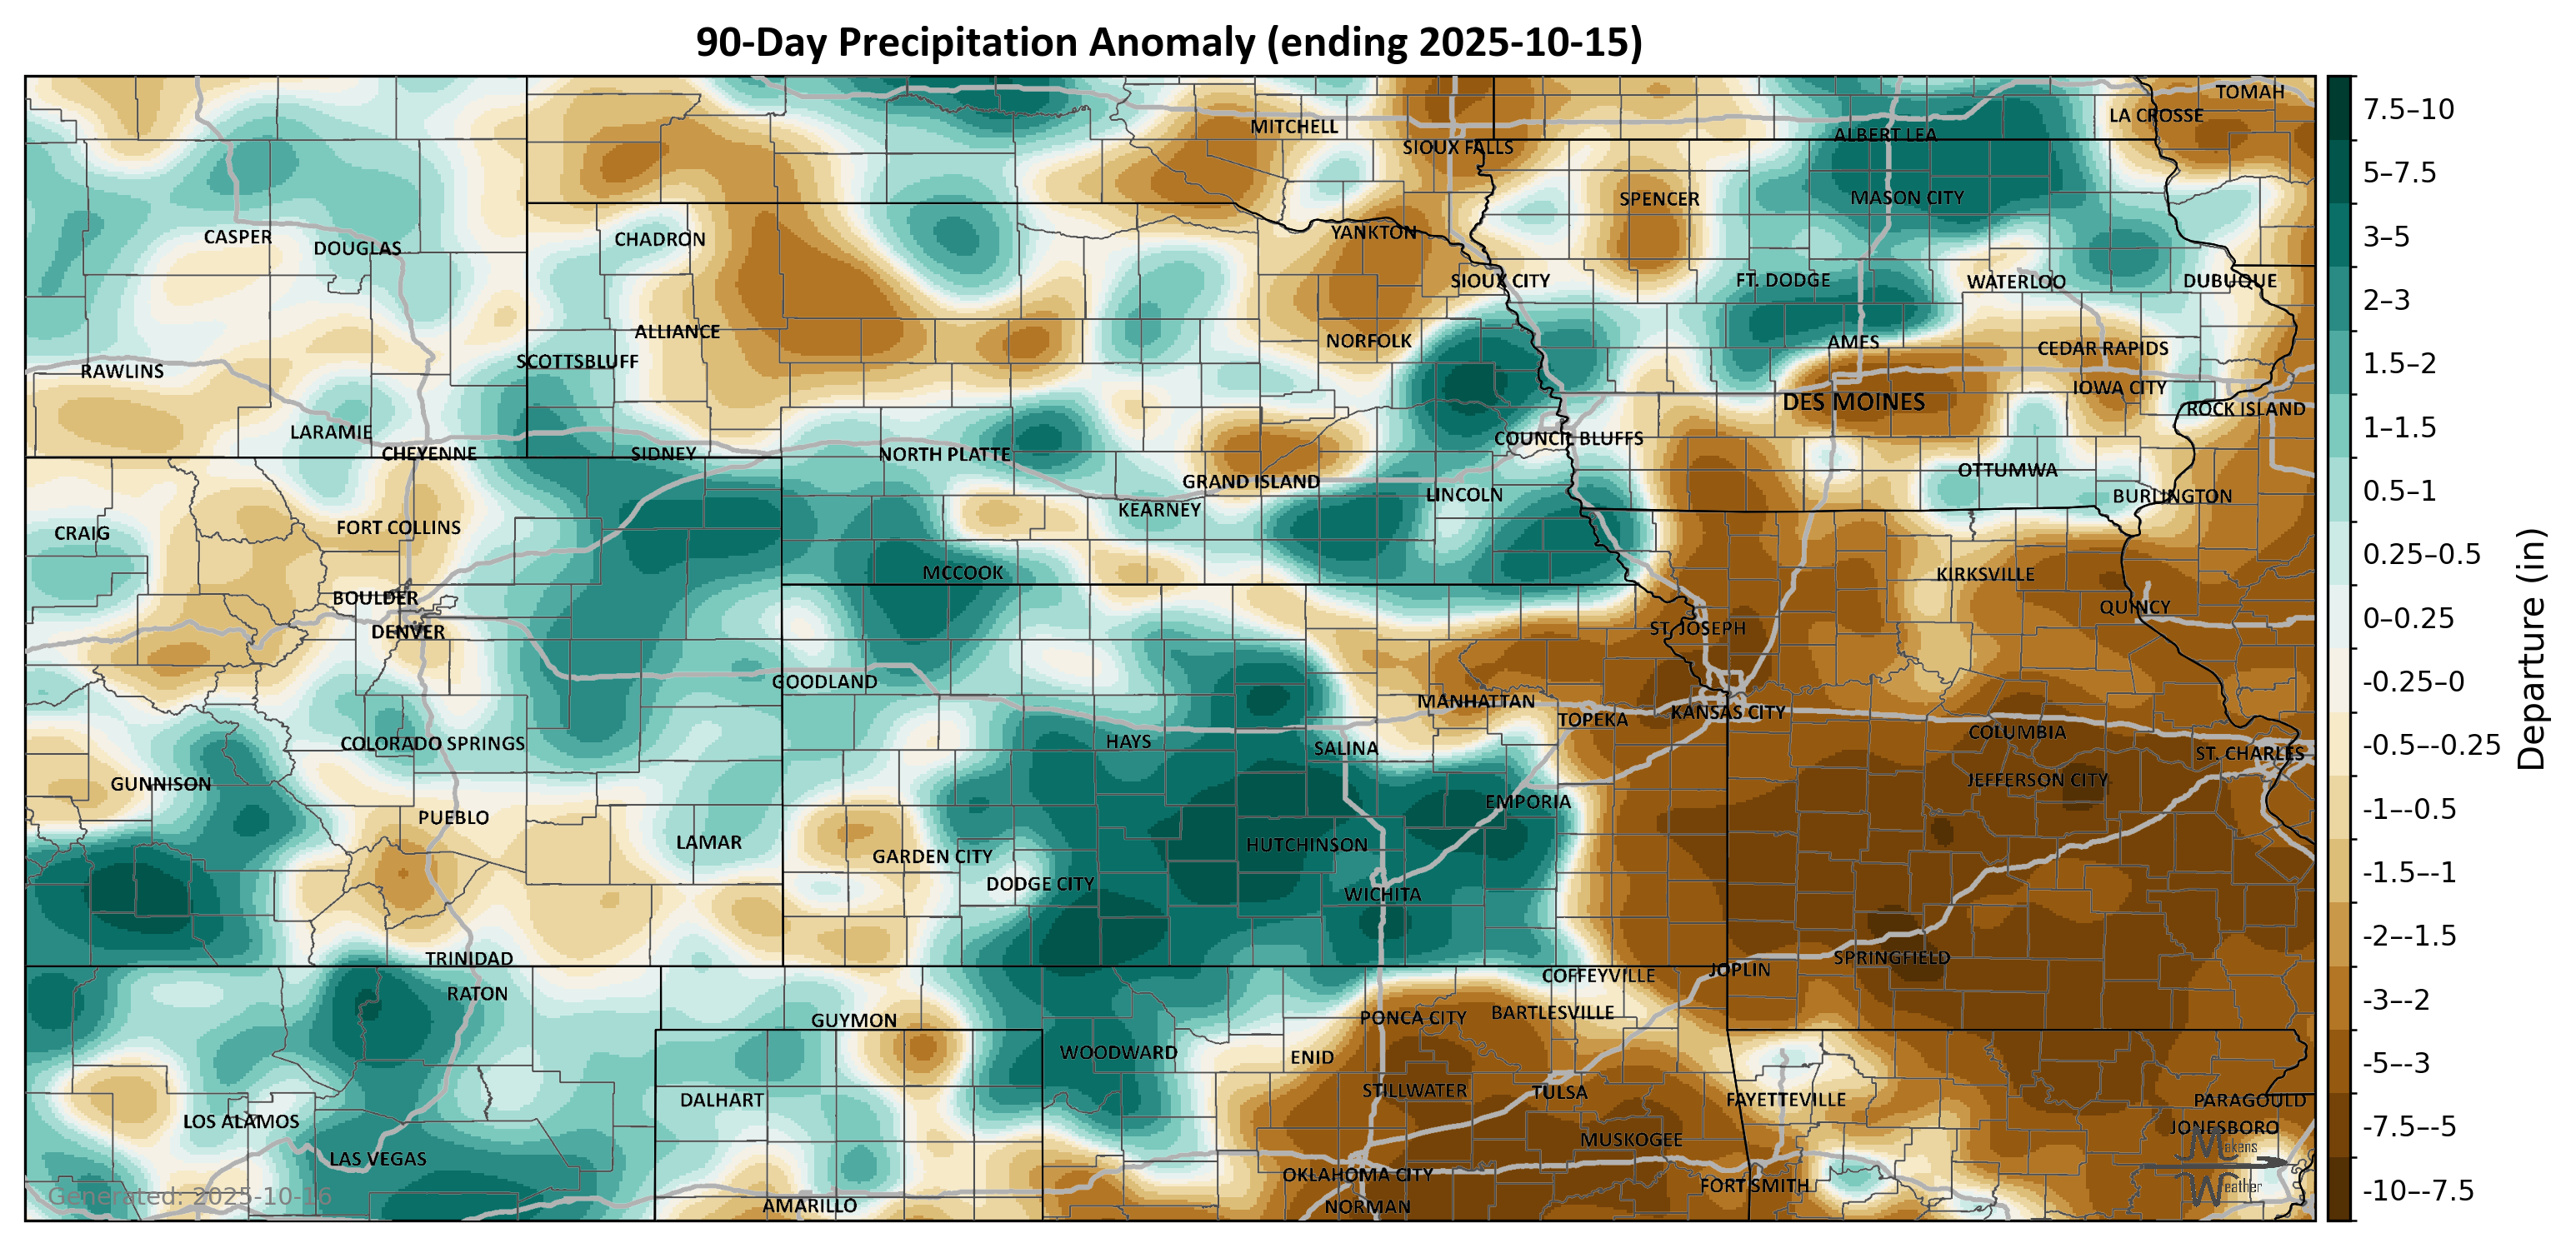 90-Day Precipitation Anomaly (ending 2025-10-15)
TOMAH
LA CROSSE
MITCHELL
ALBERT LEA
SIOUX FALLS
SPENCER
MASON CITY
CASPER
DOUGLAS
CHADRON
YANKTON
SIOUX CITY
FT. DODGE
WATERLOO
DUBUQUE
ALLIANCE
NORFOLK
AMES
CEDAR RAPIDS
SCOTTSBLUFF
RAWLINS
IOWA CITY
DES MOINES
ROCK ISLAND
LARAMIE
COUNCIL BLUFFS
CHEYENNE
SIDNEY
NORTH PLATTE
OTTUMWA
GRAND ISLAND
LINCOLN
BURLINGTON
KEARNEY
CRAIG
FORT COLLINS
MCCOOK
KIRKSVILLE
BOULDER
QUINCY
DENVER
ST. JOSEPH
GOODLAND
MANHATTAN
TOPEKA
KANSAS CITY
COLUMBIA
COLORADO SPRINGS
HAYS
SALINA
ST. CHARLES
GUNNISON
JEFFERSON CITY
EMPORIA
PUEBLO
LAMAR
HUTCHINSON
GARDEN CITY
DODGE CITY
WICHITA
TRINIDAD
SPRINGFIELD
JOPLIN
COFFEYVILLE
RATON
BARTLESVILLE
GUYMON
PONCA CITY
WOODWARD
ENID
STILLWATER
TULSA
DALHART
FAYETTEVILLE
PARAGOULD
LOS ALAMOS
JONESBORO
MUSKOGEE
LAS VEGAS
OKLAHOMA CITY
FORT SMITH
AMARILLO
NORMAN
Generated: 2025-10-16
Makens
Weather
7.5–10
5–7.5
3–5
2–3
1.5–2
1–1.5
0.5–1
0.25–0.5
0–0.25
-0.25–0
-0.5–-0.25
-1–-0.5
-1.5–-1
-2–-1.5
-3–-2
-5–-3
-7.5–-5
-10–-7.5
Departure (in)